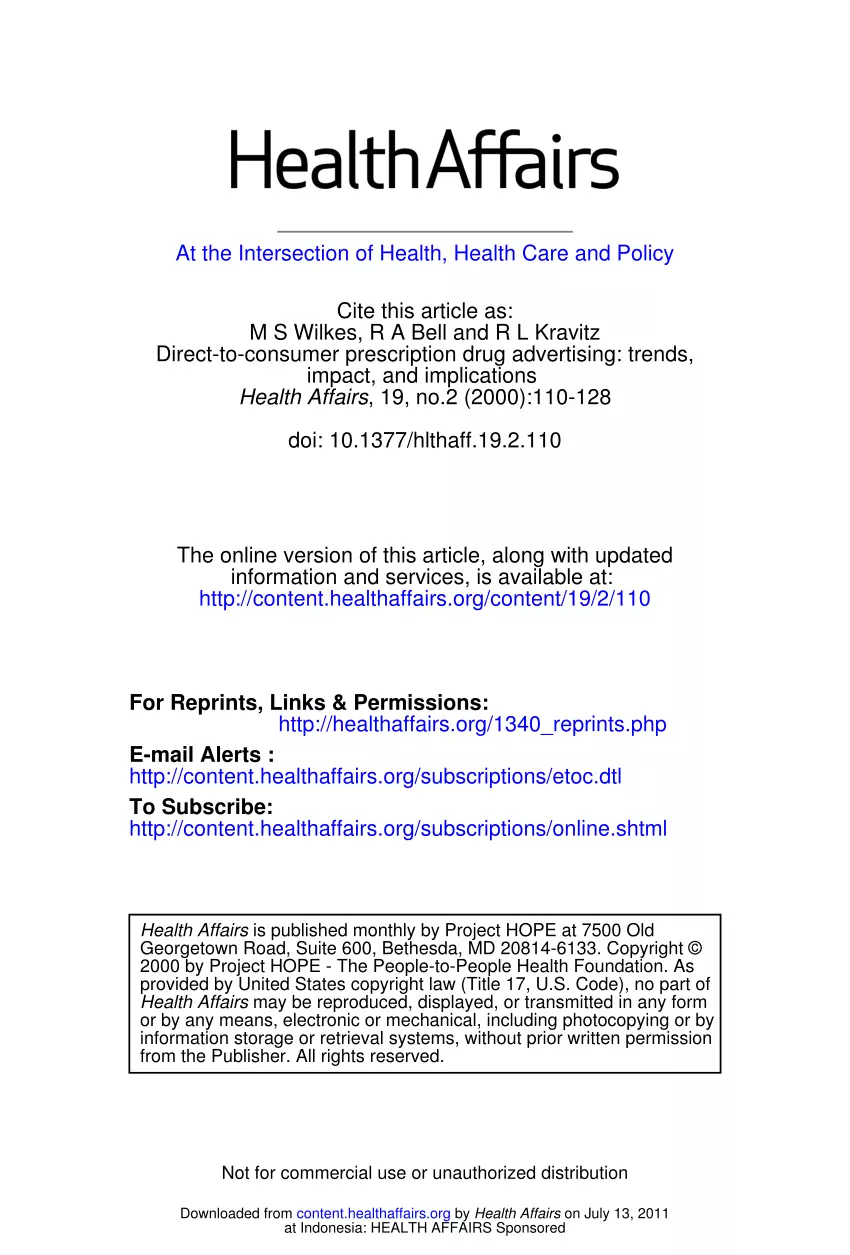 HealthAffairs
At the Intersection of Health, Health Care and Policy
Cite this article as:
M S Wilkes, R A Bell and R L Kravitz
Direct-to-consumer prescription drug advertising: trends,
impact, and implications
Health Affairs, 19, no.2 (2000):110-128
doi: 10.1377/hlthaff.19.2.110
The online version of this article, along with updated
information and services, is available at:
http://content.healthaffairs.org/content/19/2/110
For Reprints, Links & Permissions:
http://healthaffairs.org/1340_reprints.php
E-mail Alerts :
http://content.healthaffairs.org/subscriptions/etoc.dtl
To Subscribe:
http://content.healthaffairs.org/subscriptions/online.shtml
Health Affairs is published monthly by Project HOPE at 7500 Old
Georgetown Road, Suite 600, Bethesda, MD 20814-6133. Copyright ©
2000 by Project HOPE - The People-to-People Health Foundation. As
provided by United States copyright law (Title 17, U.S. Code), no part of
Health Affairs may be reproduced, displayed, or transmitted in any form
or by any means, electronic or mechanical, including photocopying or by
information storage or retrieval systems, without prior written permission
from the Publisher. All rights reserved.
Not for commercial use or unauthorized distribution
Downloaded from content.healthaffairs.org by Health Affairs on July 13, 2011
at Indonesia: HEALTH AFFAIRS Sponsored